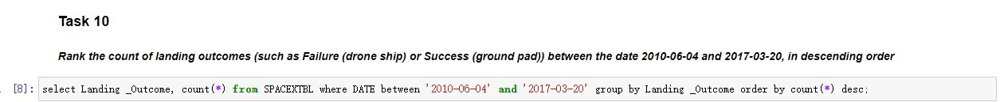 Task 10
Rank the count of landing outcomes (such as Failure (drone ship) or Success (ground pad)) between the date 2010-06-04 and 2017-03-20, in descending order
[8]: select Landing _Outcome, count(*) from SPACEXTBL where DATE between '2010-06-04' and '2017-03-20' group by Landing _Outcome order by count(*) desc;